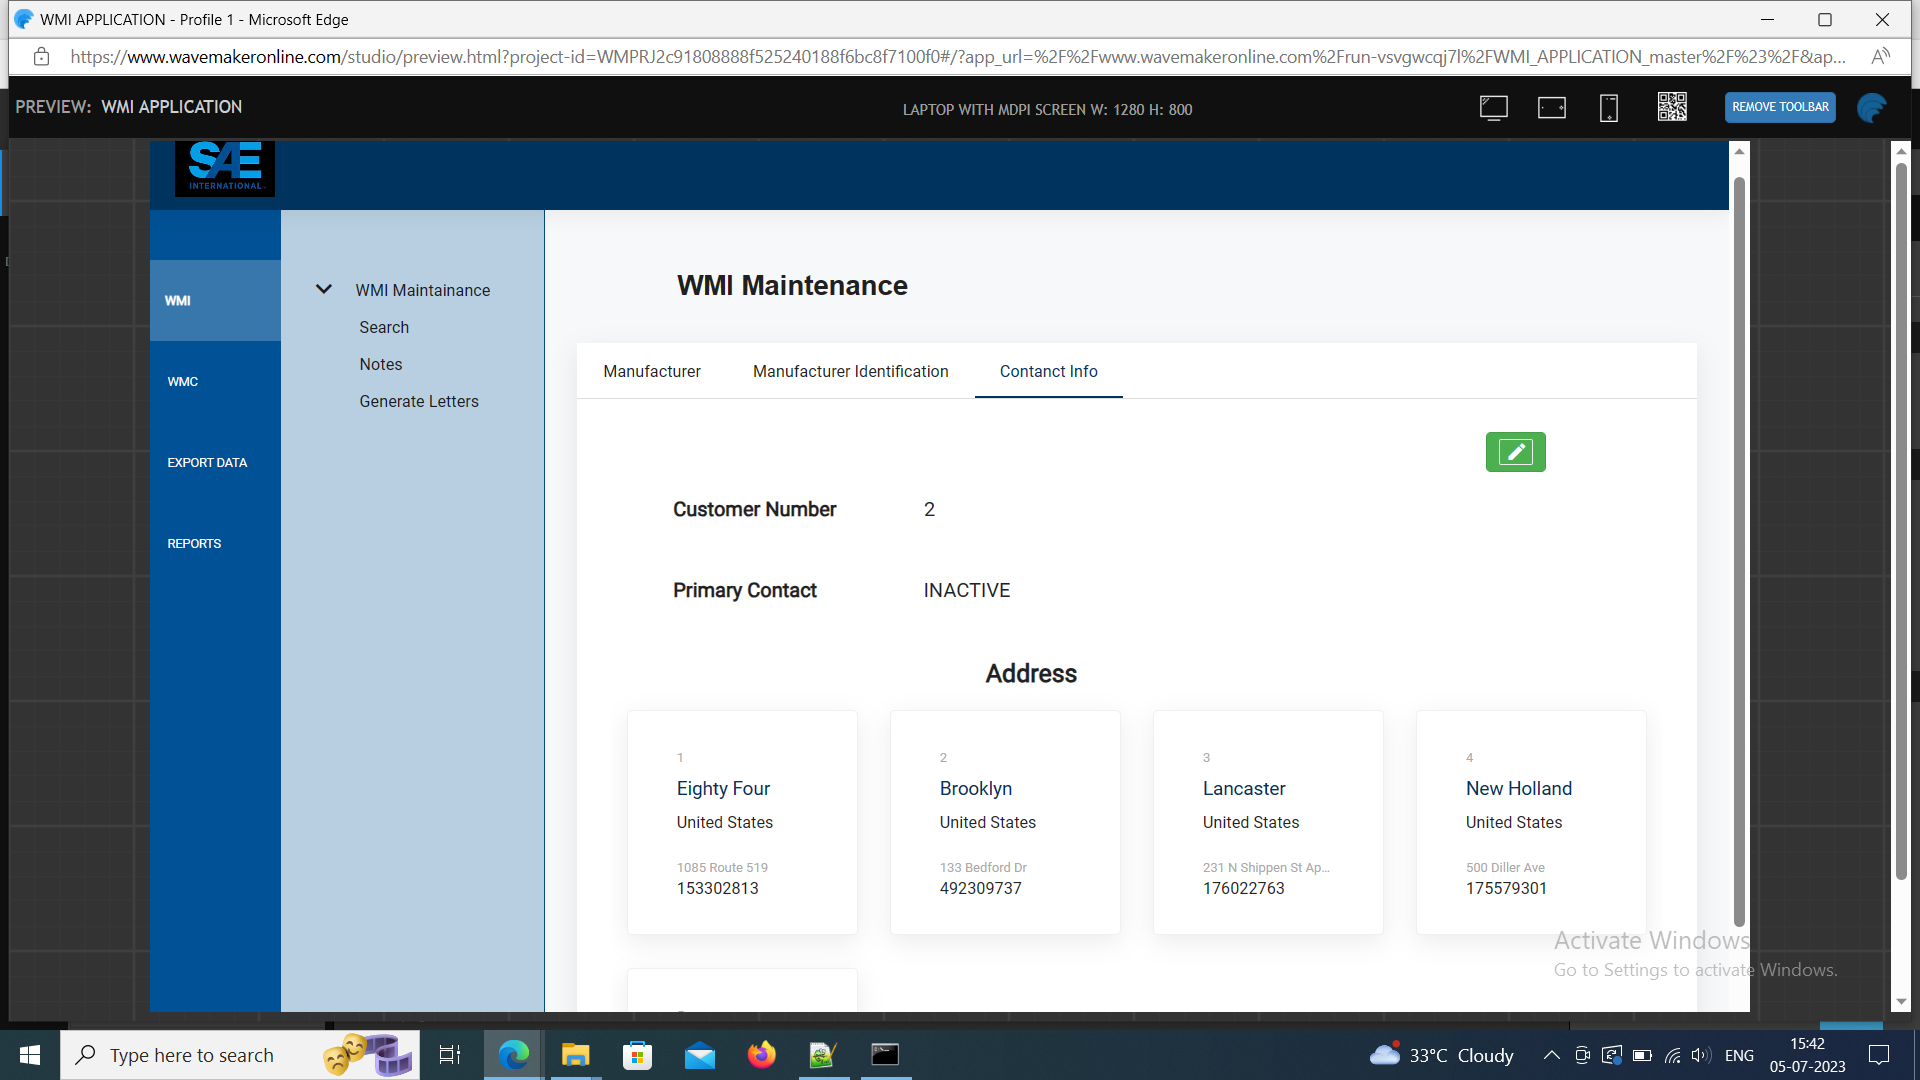 WMI APPLICATION - Profile 1 - Microsoft Edge
https://www.wavemakeronline.com/studio/preview.html?project-id=WMPRJ2c91808888f525240188f6bc8f7100f0#/?app_url=%2F%2Fwww.wavemakeronline.com%2Frun-vsvgwcqj7l%2FWMI_APPLICATION_master%2F%23%2F&ap...
PREVIEW: WMI APPLICATION
LAPTOP WITH MDPI SCREEN W: 1280 H: 800
REMOVE TOOLBAR
SAE
INTERNATIONAL
WMI
WMC
EXPORT DATA
REPORTS
WMI Maintainance
Search
Notes
Generate Letters
WMI Maintenance
Manufacturer Manufacturer Identification Contanct Info
Customer Number 2
Primary Contact INACTIVE
Address
1
Eighty Four
United States
1085 Route 519
153302813
2
Brooklyn
United States
133 Bedford Dr
492309737
3
Lancaster
United States
231 N Shippen St Ap...
176022763
4
New Holland
United States
500 Diller Ave
175579301
Activate Windows
Go to Settings to activate Windows.
Type here to search
33°C Cloudy
ENG
15:42
05-07-2023